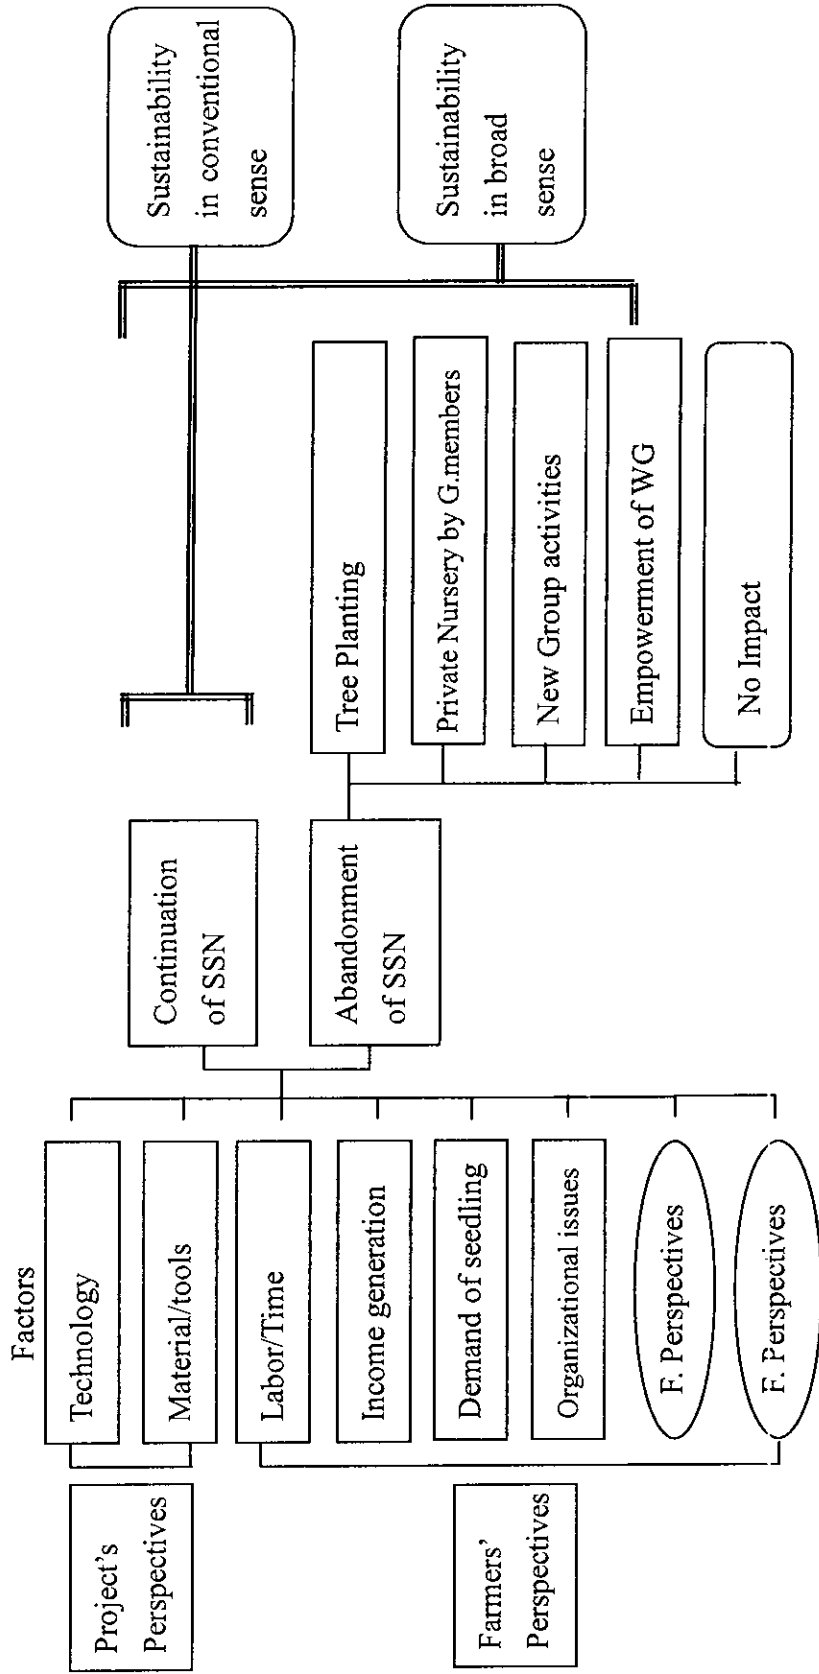 Factors
Project's
Perspectives
Farmers'
Perspectives
Technology
Material/tools
Labor/Time
Income generation
Demand of seedling
Organizational issues
F. Perspectives
F. Perspectives
Continuation
of SSN
Abandonment
of SSN
Tree Planting
Private Nursery by G.members
New Group activities
Empowerment of WG
No Impact
Sustainability
in conventional
sense
Sustainability
in broad
sense